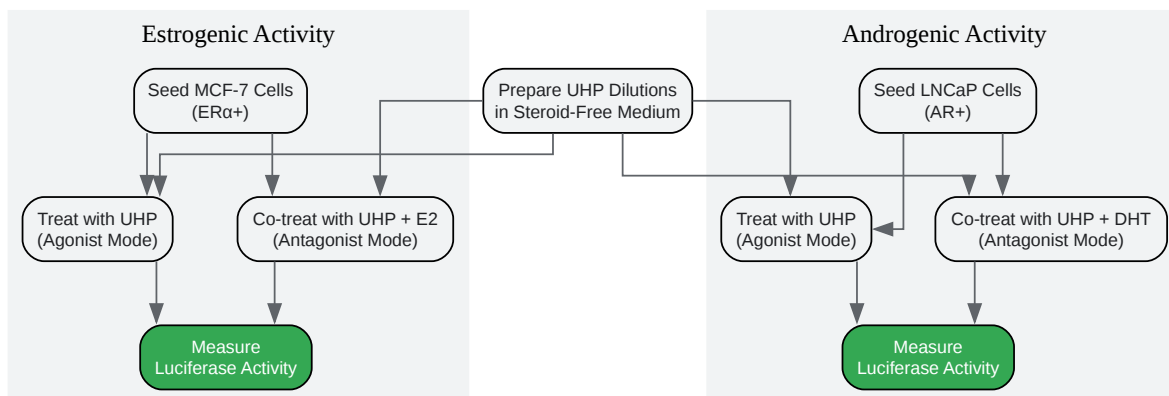 Estrogenic Activity
Androgenic Activity
Seed MCF-7 Cells
(ERα+)
Prepare UHP Dilutions
in Steroid-Free Medium
Seed LNCaP Cells
(AR+)
Treat with UHP
(Agonist Mode)
Co-treat with UHP + E2
(Antagonist Mode)
Treat with UHP
(Agonist Mode)
Co-treat with UHP + DHT
(Antagonist Mode)
Measure
Luciferase Activity
Measure
Luciferase Activity